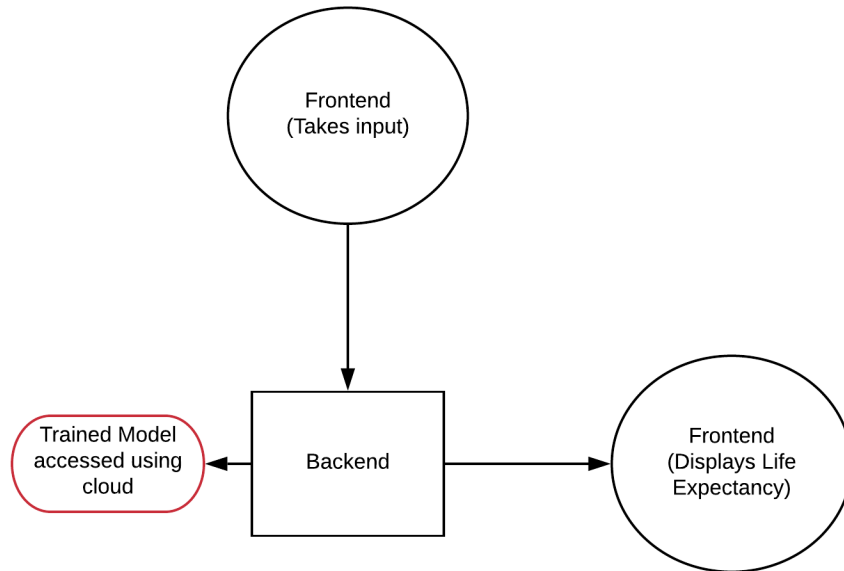 Frontend
(Takes input)
Trained Model
accessed using
cloud
Backend
Frontend
(Displays Life
Expectancy)